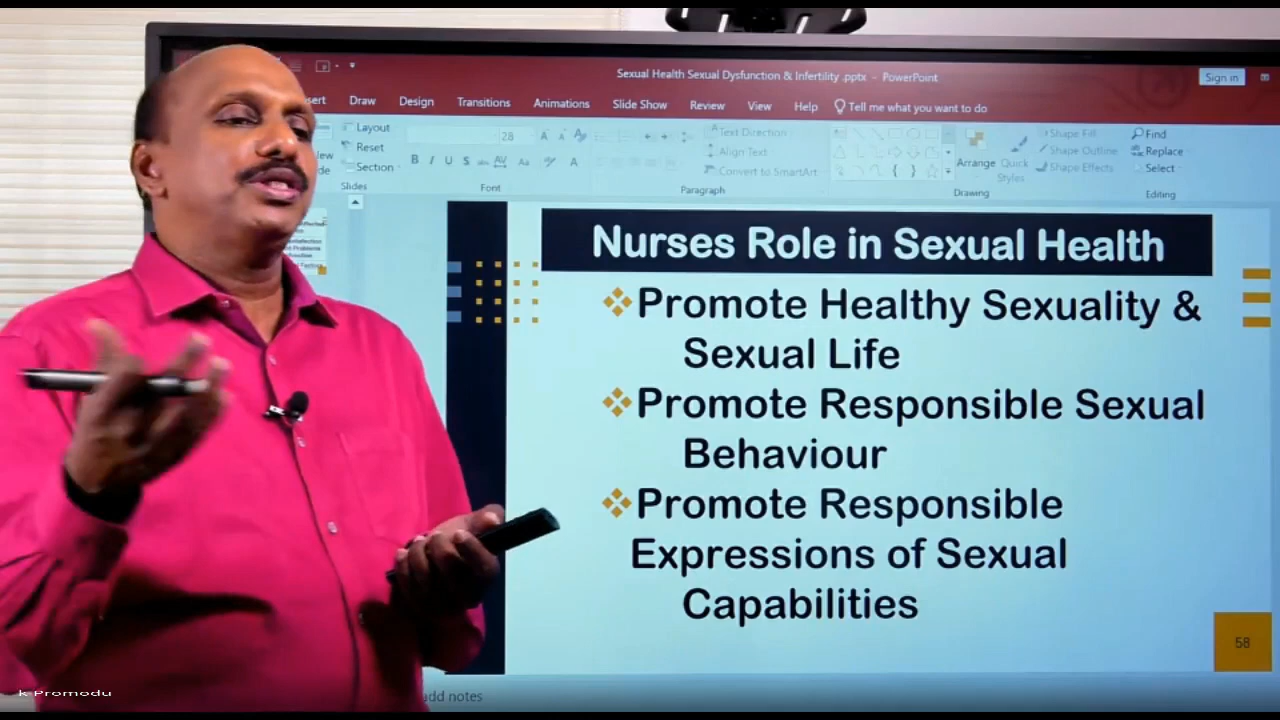 Sexual Health Sexual Dysfunction & Infertility .pptx - PowerPoint
Sign in
Draw Design Transitions Animations Slide Show Review View Help Tell me what you want to do
Layout
Reset
Section
Slides
28
B I U S abc AV Aa A
Font
Text Direction
Align Text
Convert to SmartArt
Paragraph
Arrange
Quick
Styles
Shape Fill
Shape Outline
Shape Effects
Drawing
Find
Replace
Select
Editing
Nurses Role in Sexual Health
Promote Healthy Sexuality &
Sexual Life
Promote Responsible Sexual
Behaviour
Promote Responsible
Expressions of Sexual
Capabilities
58
add notes
k Promodu